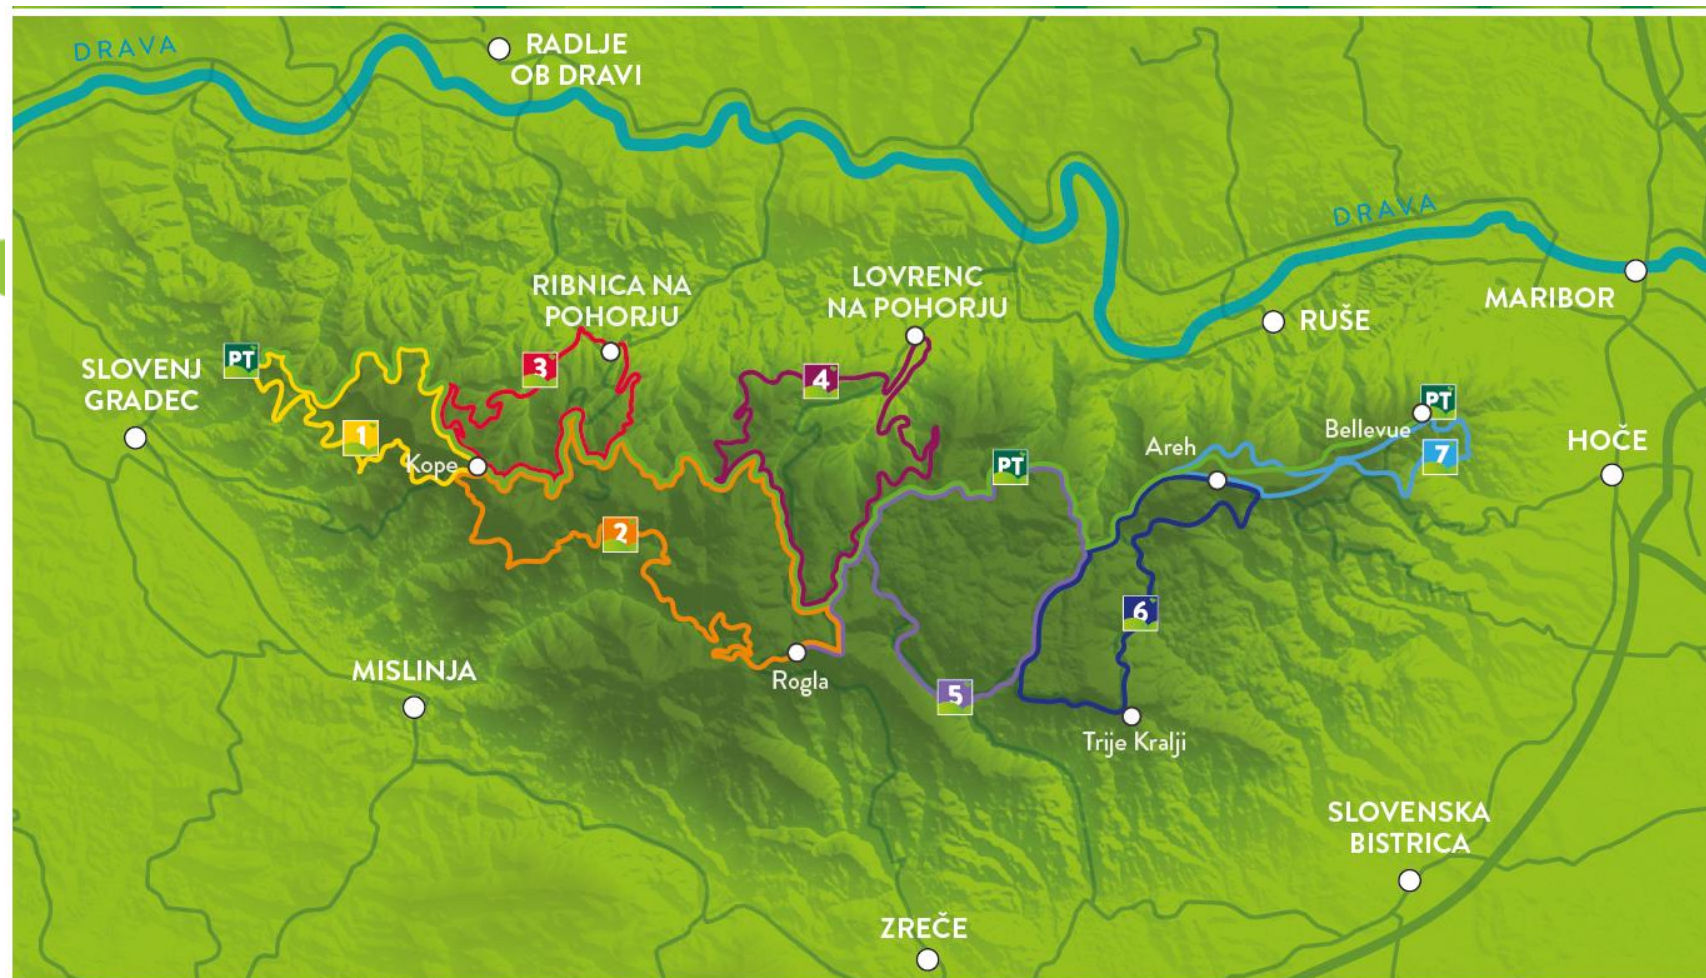 DRAVA
RADLJE
OB DRAVI
DRAVA
MARIBOR
RIBNICA NA
POHORJU
LOVRENC
NA POHORJU
RUŠE
SLOVENJ
GRADEC
PT
3
4
PT
Bellevue
HOČE
1
Kope
PT
Areh
7
2
6
MISLINJA
Rogla
5
Trije Kralji
SLOVENSKA
BISTRICA
ZREČE